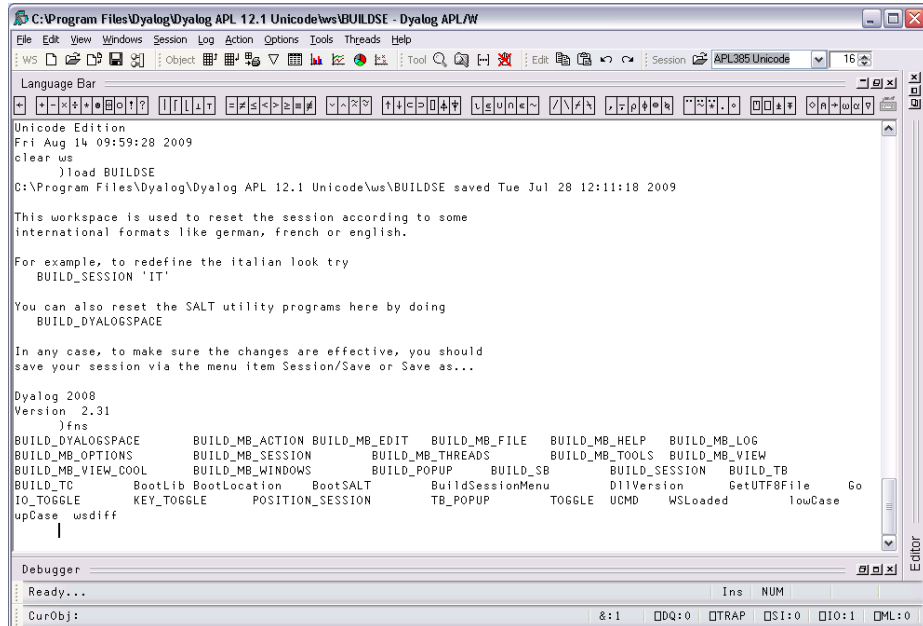 C:\Program Files\Dyalog\Dyalog APL 12.1 Unicode\ws\BUILDSE - Dyalog APL/W
File Edit View Windows Session Log Action Options Tools Threads Help
WS Object Tool Edit Session APL385 Unicode 16
Language Bar
Unicode Edition
Fri Aug 14 09:59:28 2009
clear ws
)load BUILDSE
C:\Program Files\Dyalog\Dyalog APL 12.1 Unicode\ws\BUILDSE saved Tue Jul 28 12:11:18 2009
This workspace is used to reset the session according to some
international formats like german, french or english.
For example, to redefine the italian look try
BUILD_SESSION 'IT'
You can also reset the SALT utility programs here by doing
BUILD_DYALOGSPACE
In any case, to make sure the changes are effective, you should
save your session via the menu item Session/Save or Save as...
Dyalog 2008
Version 2.31
)fns
BUILD_DYALOGSPACE BUILD_MB_ACTION BUILD_MB_EDIT BUILD_MB_FILE BUILD_MB_HELP BUILD_MB_LOG
BUILD_MB_OPTIONS BUILD_MB_SESSION BUILD_MB_THREADS BUILD_MB_TOOLS BUILD_MB_VIEW
BUILD_MB_VIEW_COOL BUILD_MB_WINDOWS BUILD_POPUP BUILD_SB BUILD_SESSION BUILD_TB
BUILD_TC BootLib BootLocation BootSALT BuildSessionMenu DllVersion GetUTF8File Go
IO_TOGGLE KEY_TOGGLE POSITION_SESSION TB_POPUP TOGGLE UCMD WSLoaded lowCase
upCase wsdiff
Editor
Debugger
Ready... Ins NUM
CurObj: &:1 ⎕DQ:0 ⎕TRAP ⎕SI:0 ⎕IO:1 ⎕ML:0